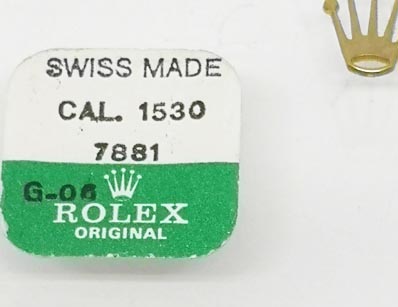 SWISS MADE
CAL. 1530
7881
G-06
ROLEX
ORIGINAL